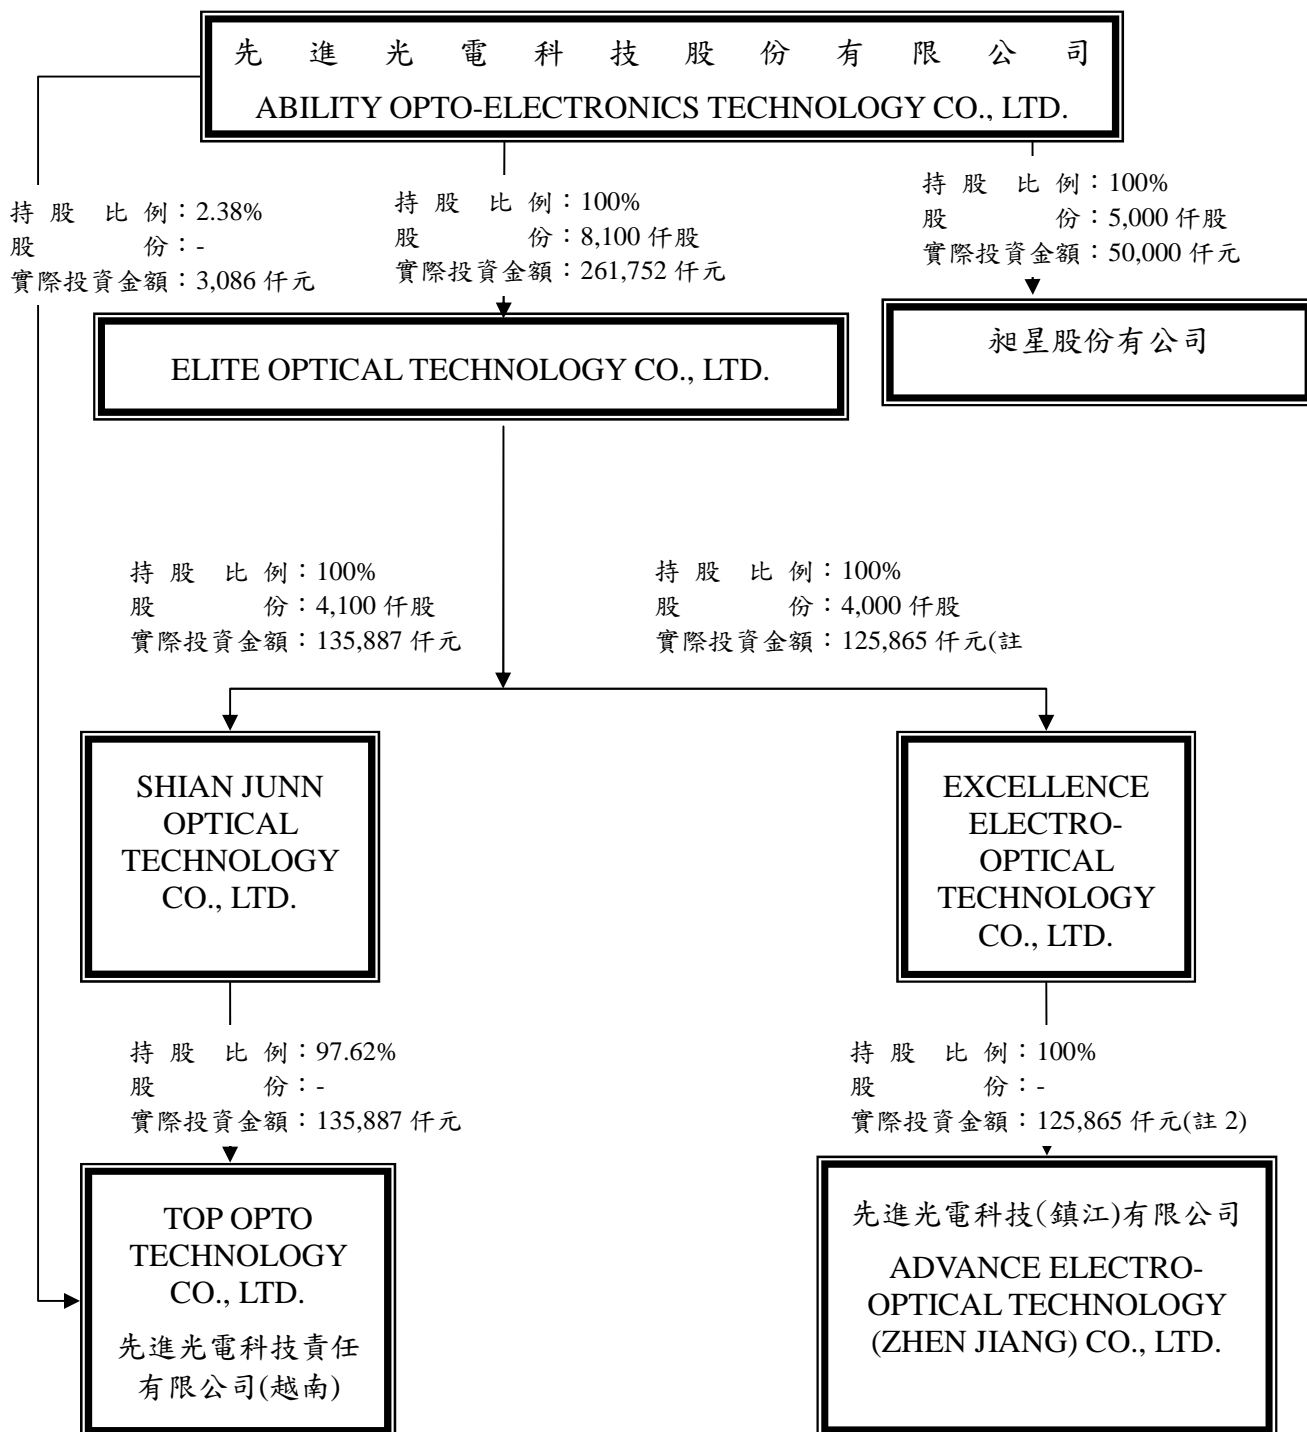 先進光電科技股份有限公司
ABILITY OPTO-ELECTRONICS TECHNOLOGY CO., LTD.
持股比例：2.38%
股份：-
實際投資金額：3,086 仟元
持股比例：100%
股份：8,100 仟股
實際投資金額：261,752 仟元
持股比例：100%
股份：5,000 仟股
實際投資金額：50,000 仟元
ELITE OPTICAL TECHNOLOGY CO., LTD.
昶星股份有公司
持股比例：100%
股份：4,100 仟股
實際投資金額：135,887 仟元
持股比例：100%
股份：4,000 仟股
實際投資金額：125,865 仟元(註
SHIAN JUNN
OPTICAL
TECHNOLOGY
CO., LTD.
EXCELLENCE
ELECTRO-
OPTICAL
TECHNOLOGY
CO., LTD.
持股比例：97.62%
股份：-
實際投資金額：135,887 仟元
持股比例：100%
股份：-
實際投資金額：125,865 仟元(註 2)
TOP OPTO
TECHNOLOGY
CO., LTD.
先進光電科技責任
有限公司(越南)
先進光電科技(鎮江)有限公司
ADVANCE ELECTRO-
OPTICAL TECHNOLOGY
(ZHEN JIANG) CO., LTD.